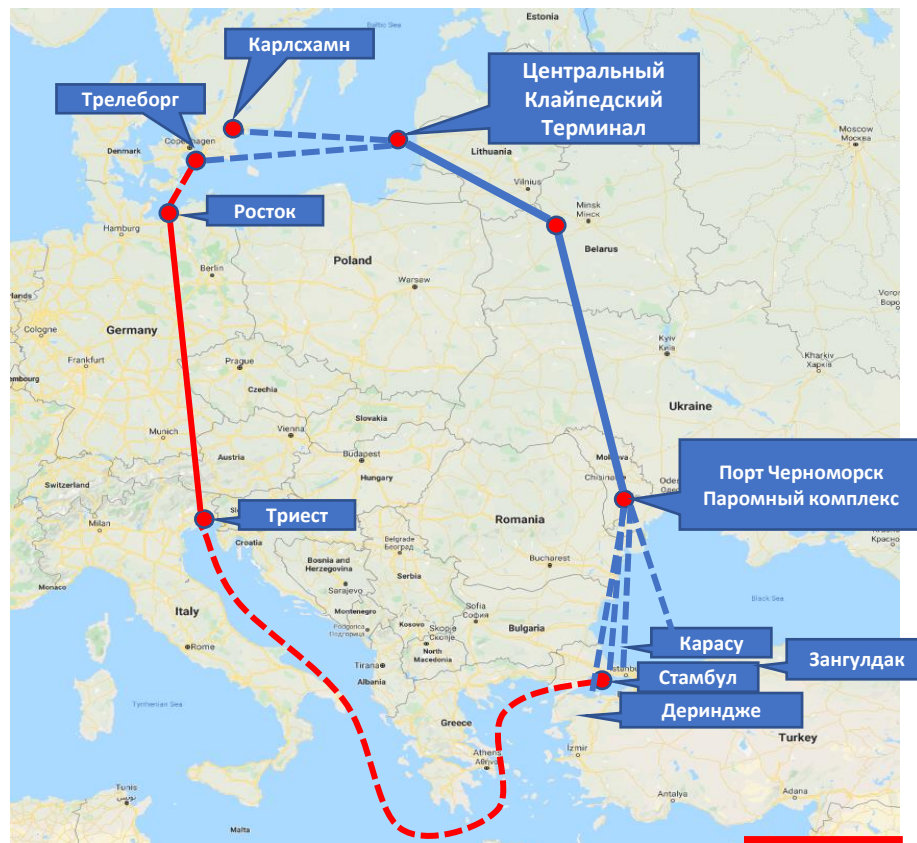 Baltic Sea
Estonia
Карлсхамн
Центральный
Клайпедский
Терминал
Трелеборг
Moscow
Москва
Copenhagen
Denmark
Lithuania
Vilnius
Minsk
Мінск
Росток
Hamburg
Belarus
Berlin
Poland
Warsaw
Germany
Cologne
Kyiv
Київ
Kharkiv
Харків
Frankfurt
Prague
Czechia
Ukraine
Slovakia
Munich
Vienna
Austria
Budapest
Hungary
Moldova
Chisinau
Порт Черноморск
Паромный комплекс
Switzerland
Триест
Milan
Croatia
Romania
Belgrade
Београд
Bosnia and
Herzegovina
Bucharest
Monaco
Sarajevo
Serbia
Black Sea
Italy
Montenegro
Sofia
София
Podgorica
Подгорица
Kosovo
Skopje
Скопје
Bulgaria
Rome
North
Macedonia
Карасу
Зангулдак
Tirana
Albania
Стамбул
Tyrrhenian Sea
Дериндже
Greece
Turkey
Athens
Αθήνα
İzmir
Tunis
تونس
Antalya
Adana
Malta